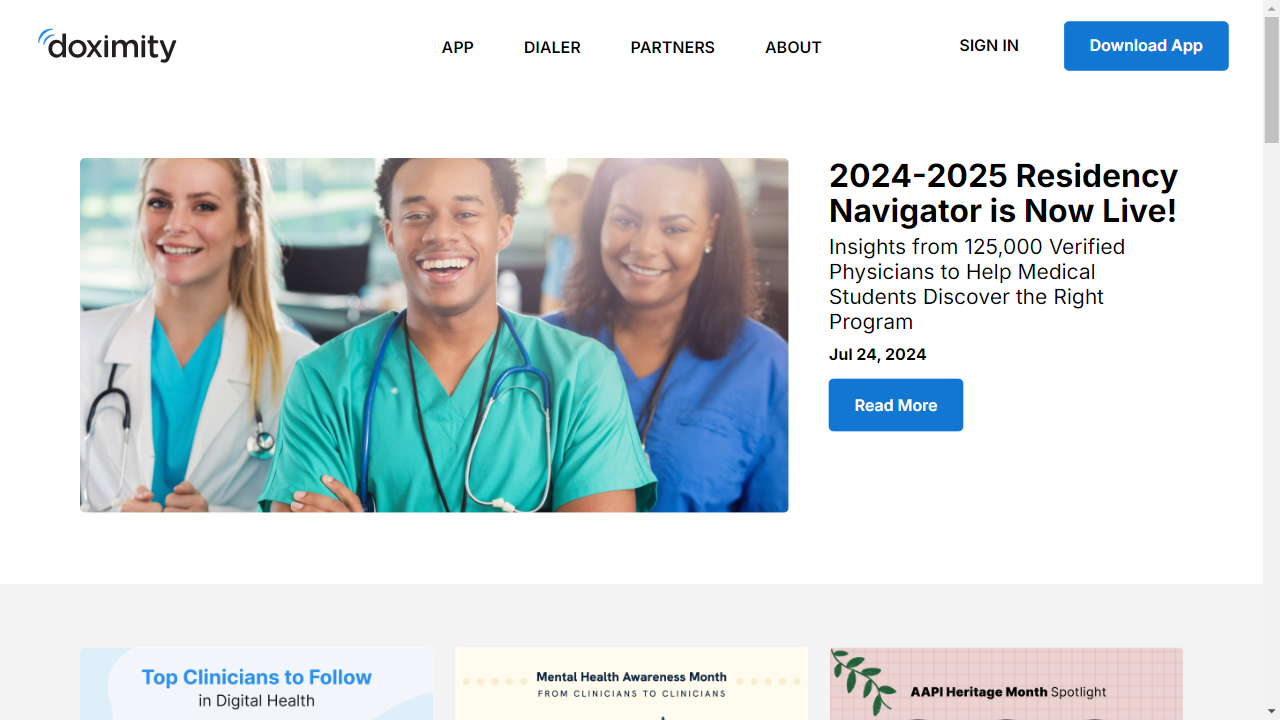 doximity
APP
DIALER
PARTNERS
ABOUT
SIGN IN
Download App
2024-2025 Residency
Navigator is Now Live!
Insights from 125,000 Verified
Physicians to Help Medical
Students Discover the Right
Program
Jul 24, 2024
Read More
Top Clinicians to Follow
in Digital Health
Mental Health Awareness Month
FROM CLINICIANS TO CLINICIANS
AAPI Heritage Month Spotlight